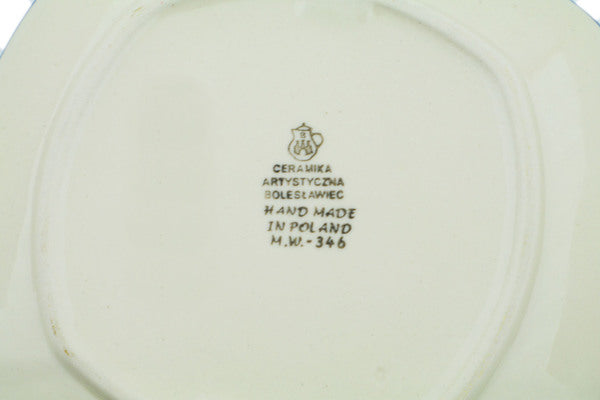 CERAMIKA
ARTYSTYCZNA
BOLESŁAWIEC
HAND MADE
IN POLAND
M.W.-346